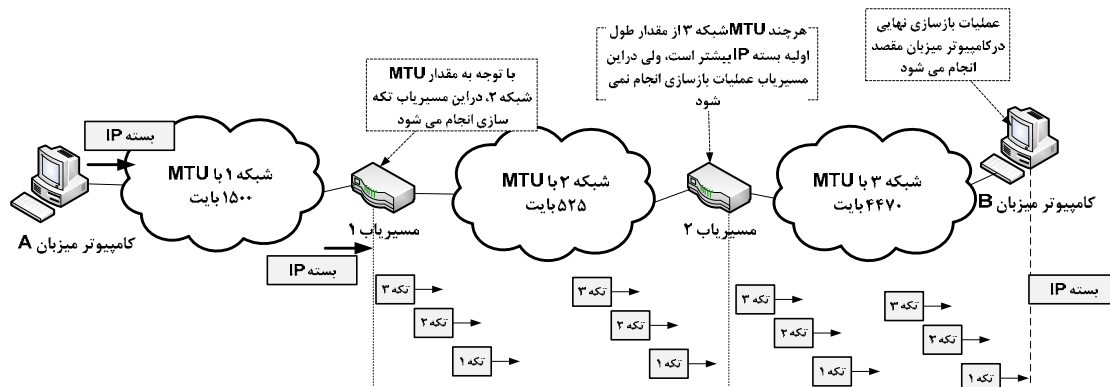 عملیات بازسازی نهایی
درکامپیوتر میزبان مقصد
انجام می شود
هرچند MTU شبکه ۳ از مقدار طول
اولیه بسته IP بیشتر است، ولی دراین
مسیریاب عملیات بازسازی انجام نمی
شود
با توجه به مقدار MTU
شبکه ۲، دراین مسیریاب تکه
سازی انجام می شود
بسته IP
شبکه ۱ با MTU
۱۵۰۰ بایت
شبکه ۲ با MTU
۵۲۵ بایت
شبکه ۳ با MTU
۴۴۷۰ بایت
کامپیوتر میزبان A
مسیریاب ۱
مسیریاب ۲
کامپیوتر میزبان B
بسته IP
بسته IP
تکه ۳
تکه ۲
تکه ۱
تکه ۳
تکه ۲
تکه ۱
تکه ۳
تکه ۲
تکه ۱
تکه ۳
تکه ۲
تکه ۱